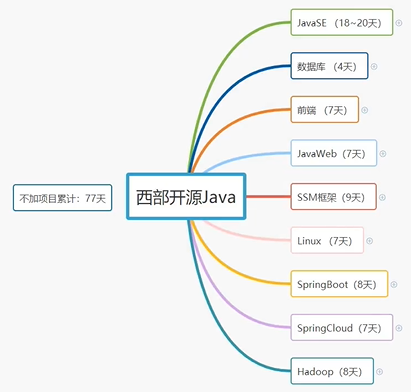 JavaSE （18~20天）
数据库 （4天）
前端 （7天）
JavaWeb（7天）
不加项目累计：77天
西部开源Java
SSM框架（9天）
Linux （7天）
SpringBoot（8天）
SpringCloud（7天）
Hadoop（8天）